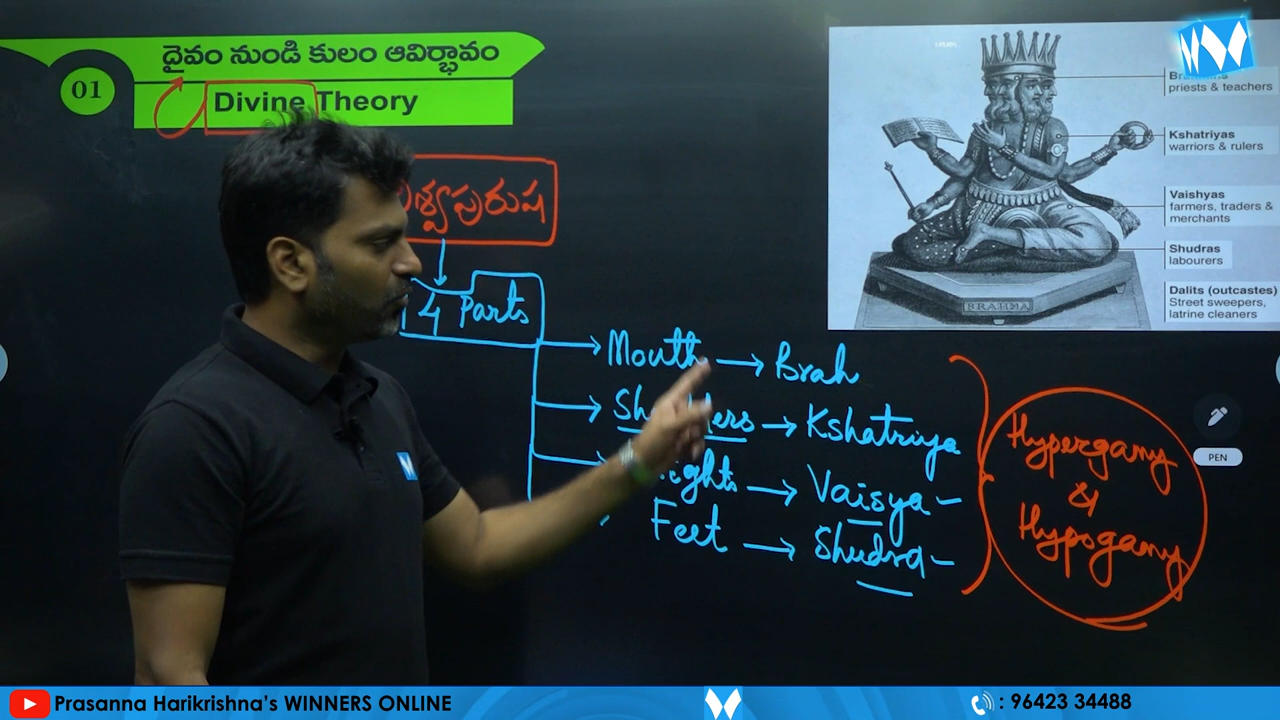 01
దైవం నుండి కులం ఆవిర్భావం
Divine Theory
శ్వపురుష
4 Parts
Mouth → Brah
→ Kshatriya
→ Vaisya -
Feet → Shudra -
Hypergamy
&
Hypogamy
priests & teachers
Kshatriyas
warriors & rulers
Vaishyas
farmers, traders &
merchants
Shudras
labourers
Dalits (outcastes)
Street sweepers,
latrine cleaners
BRAHMA
PEN
Prasanna Harikrishna's WINNERS ONLINE
: 96423 34488